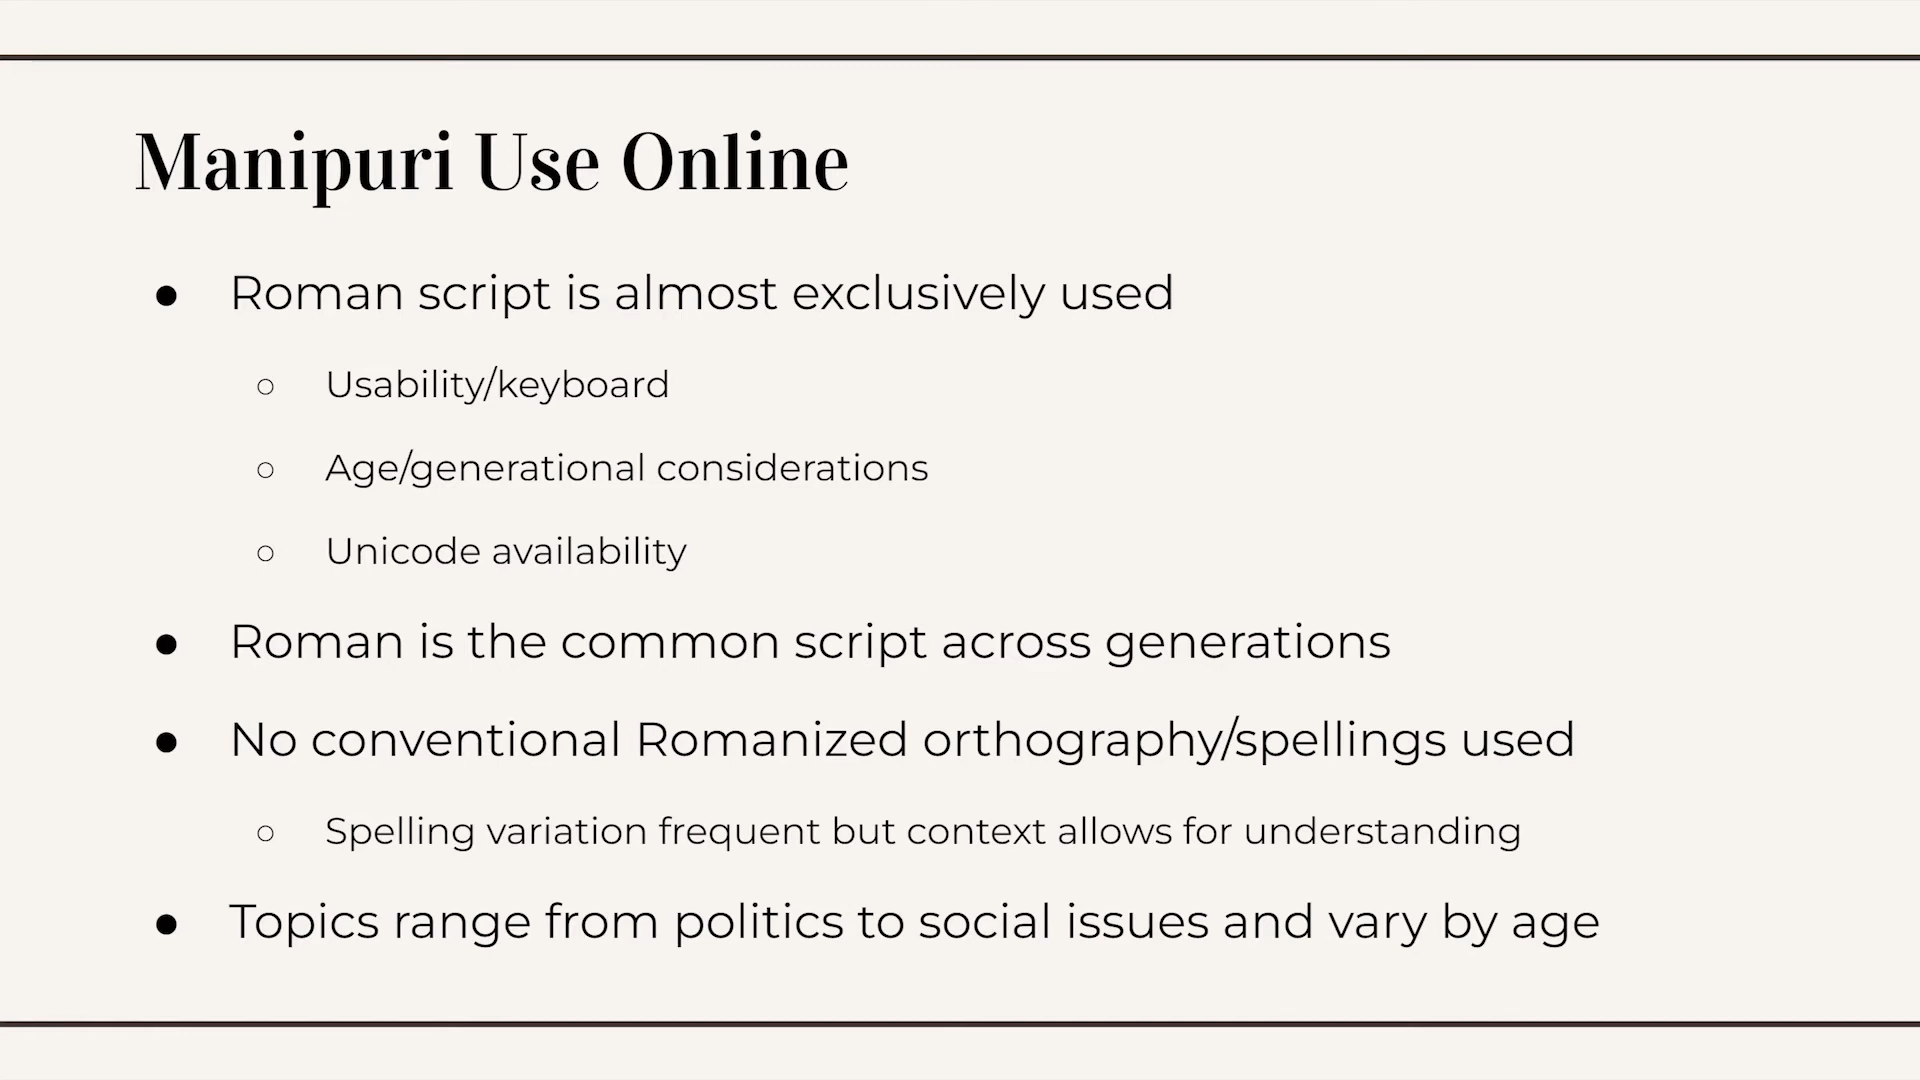 Manipuri Use Online
● Roman script is almost exclusively used
○ Usability/keyboard
○ Age/generational considerations
○ Unicode availability
● Roman is the common script across generations
● No conventional Romanized orthography/spellings used
○ Spelling variation frequent but context allows for understanding
● Topics range from politics to social issues and vary by age